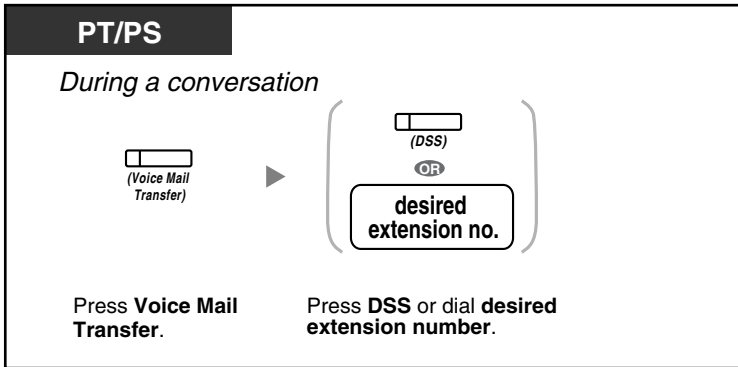 PT/PS
During a conversation
(Voice Mail
Transfer)
(DSS)
OR
desired
extension no.
Press Voice Mail
Transfer.
Press DSS or dial desired
extension number.